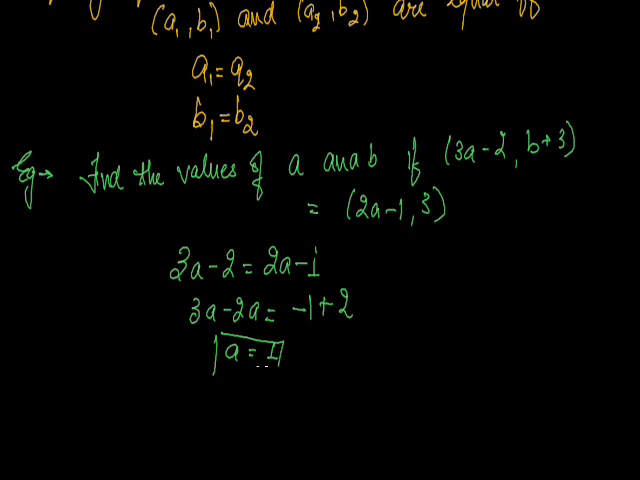 (a₁, b₁) and (a₂, b₂) are equal
a₁ = a₂
b₁ = b₂
Eg→ Find the values of a and b if (3a-2, b+3)
= (2a-1, 3)
3a-2 = 2a-1
3a-2a = -1+2
a = 1